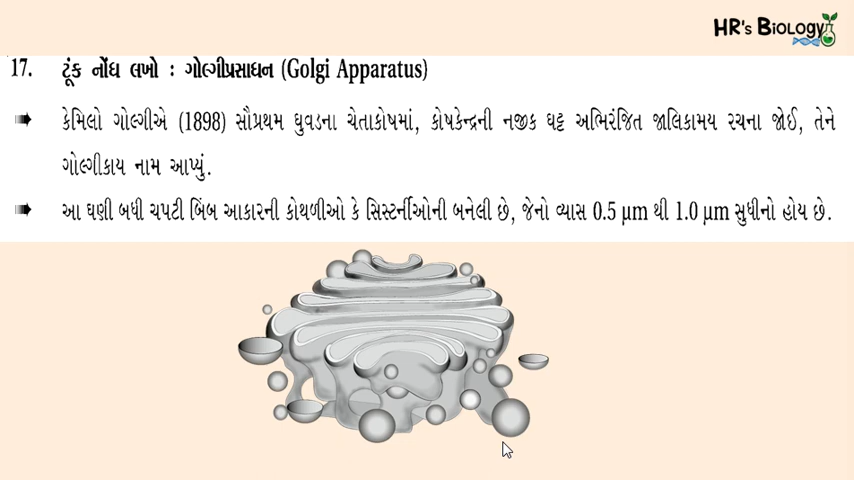 HR's Biology
17. ટૂંક નોંધ લખો : ગોલ્ગીપ્રસાધન (Golgi Apparatus)
કેમિલો ગોલ્ગીએ (1898) સૌપ્રથમ ઘુવડના ચેતાકોષમાં, કોષકેન્દ્રની નજીક ઘટ્ટ અભિરંજિત જાલિકામય રચના જોઈ, તેને
ગોલ્ગીકાય નામ આપ્યું.
આ ઘણી બધી ચપટી બિંબ આકારની કોથળીઓ કે સિસ્ટર્નીઓની બનેલી છે, જેનો વ્યાસ 0.5 μm થી 1.0 μm સુધીનો હોય છે.